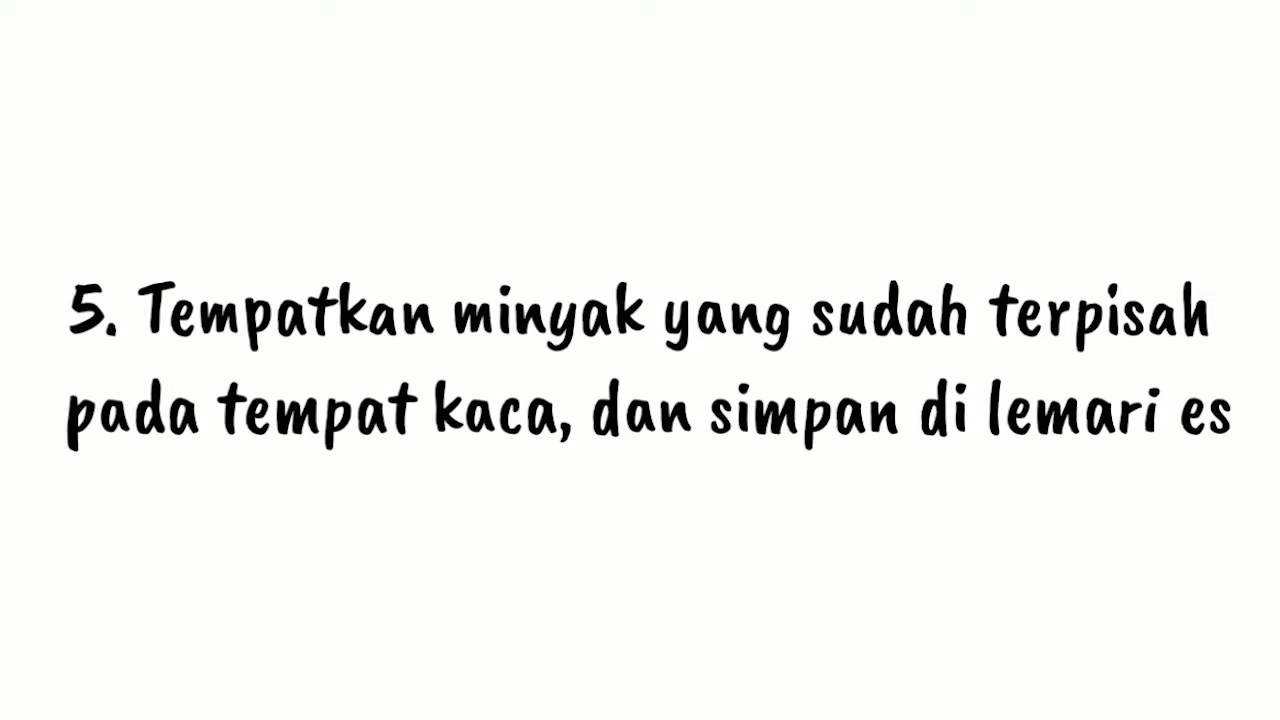 5. Tempatkan minyak yang sudah terpisah
pada tempat kaca, dan simpan di lemari es